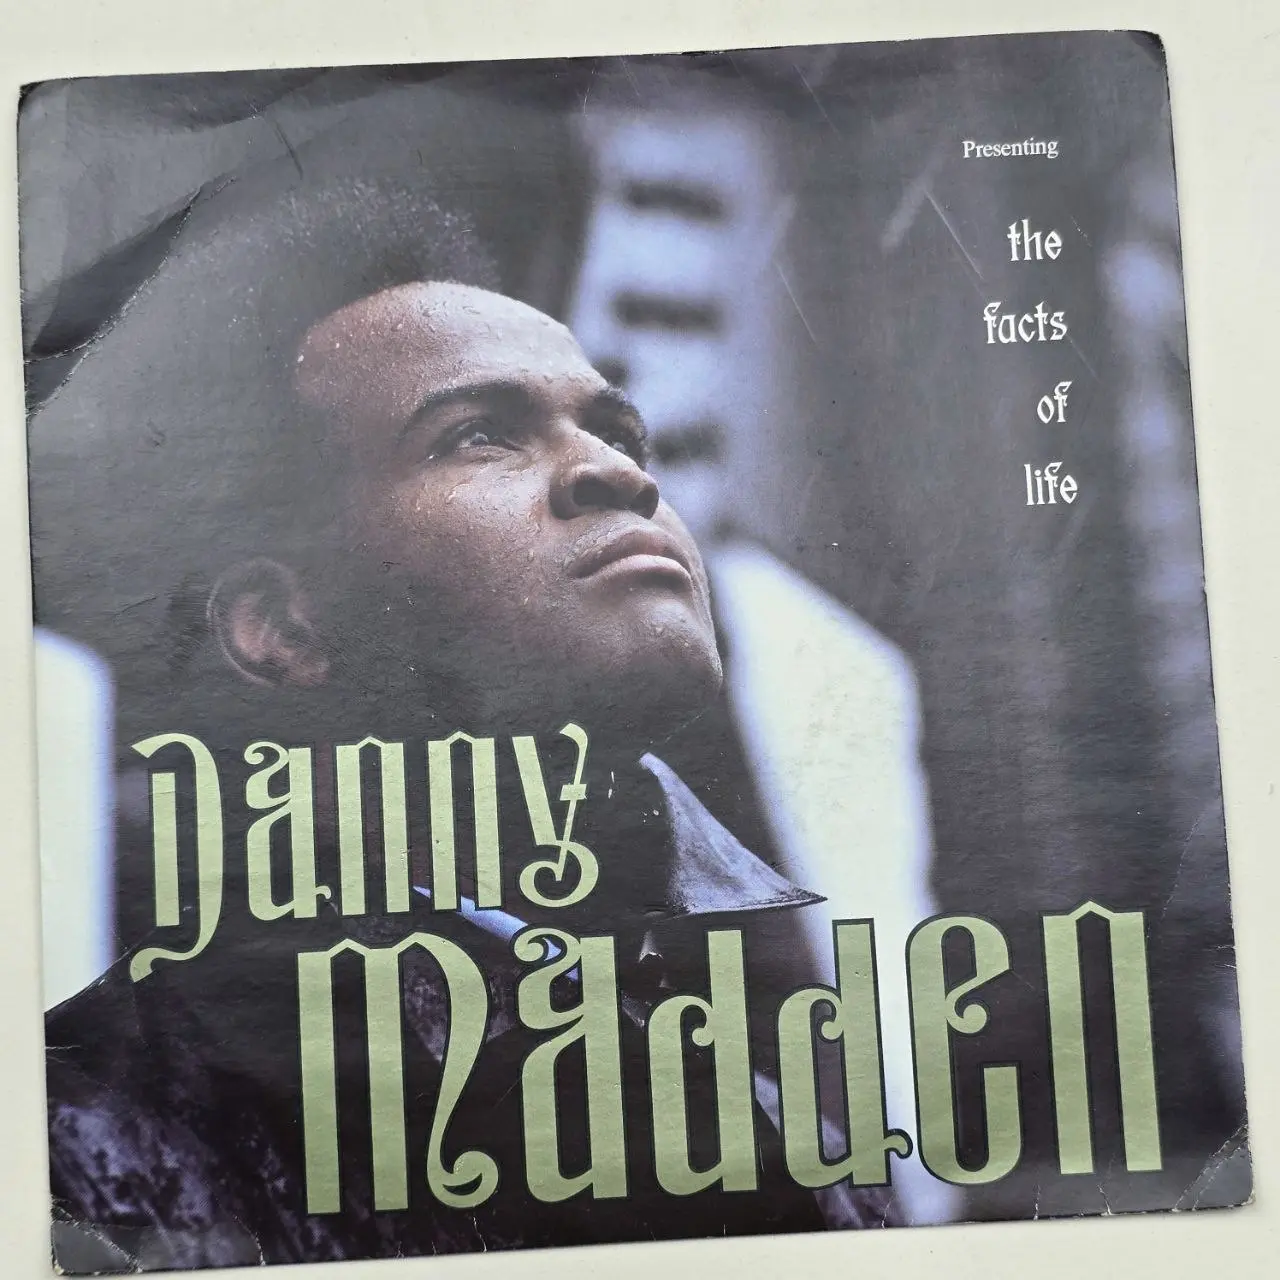 Presenting
the
facts
of
life
Danny
Madden